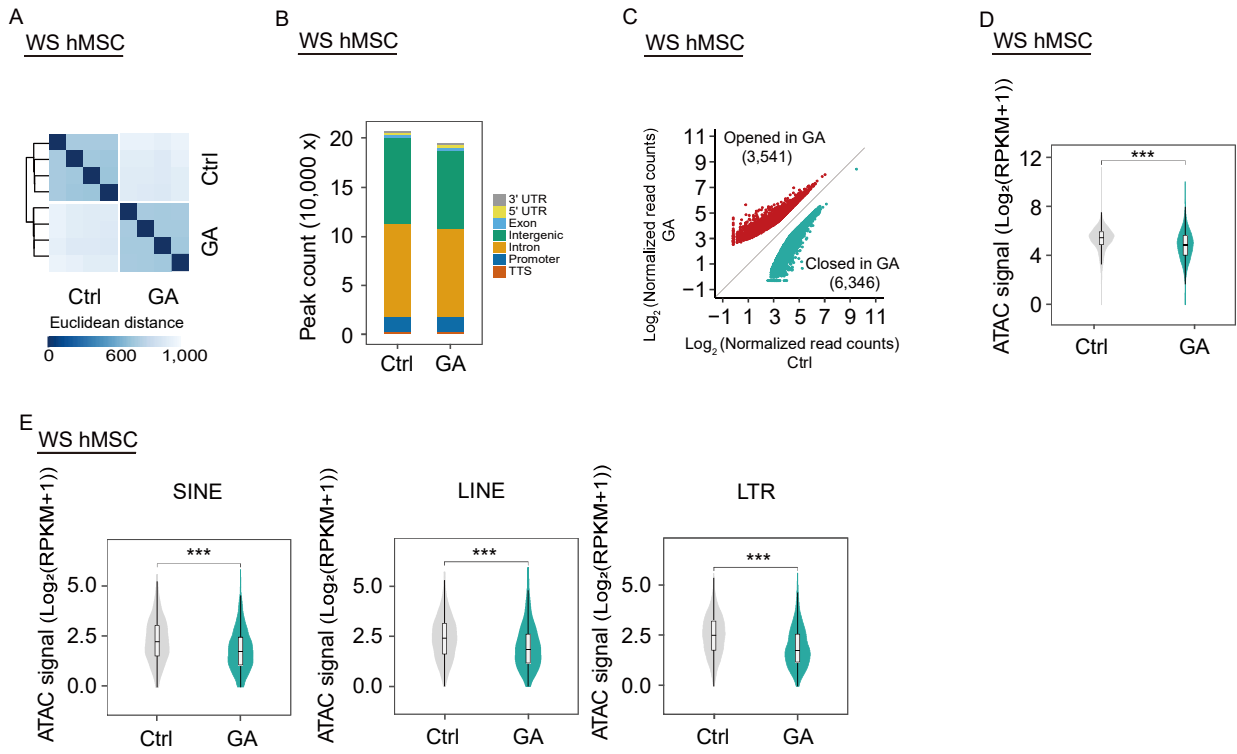 A
WS hMSC
Ctrl
GA
Ctrl
GA
Euclidean distance
0
600
1,000
B
WS hMSC
Peak count (10,000 x)
20
15
10
5
0
Ctrl
GA
3' UTR
5' UTR
Exon
Intergenic
Intron
Promoter
TTS
C
WS hMSC
Log₂ (Normalized read counts)
GA
11
9
7
5
3
1
−1
Opened in GA
(3,541)
Closed in GA
(6,346)
−1 1 3 5 7 9 11
Log₂ (Normalized read counts)
Ctrl
D
WS hMSC
ATAC signal (Log₂(RPKM+1))
12
8
4
0
***
Ctrl
GA
E
WS hMSC
SINE
ATAC signal (Log₂(RPKM+1))
5.0
2.5
0.0
***
Ctrl
GA
LINE
ATAC signal (Log₂(RPKM+1))
5.0
2.5
0.0
***
Ctrl
GA
LTR
ATAC signal (Log₂(RPKM+1))
5.0
2.5
0.0
***
Ctrl
GA